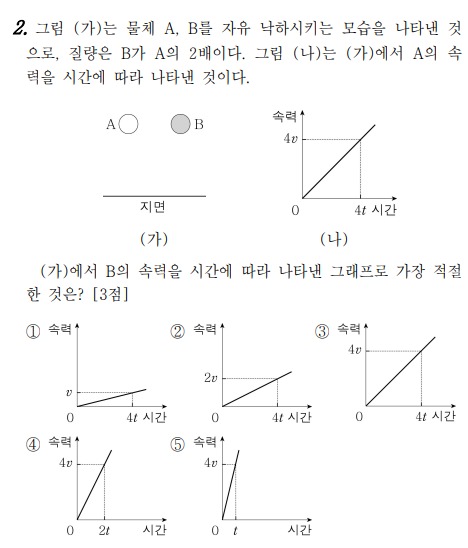 2. 그림 (가)는 물체 A, B를 자유 낙하시키는 모습을 나타낸 것
으로, 질량은 B가 A의 2배이다. 그림 (나)는 (가)에서 A의 속
력을 시간에 따라 나타낸 것이다.
A B
지면
(가)
속력
4v
0 4t 시간
(나)
(가)에서 B의 속력을 시간에 따라 나타낸 그래프로 가장 적절
한 것은? [3점]
① 속력
v
0 4t 시간
② 속력
2v
0 4t 시간
③ 속력
4v
0 4t 시간
④ 속력
4v
0 2t 시간
⑤ 속력
4v
0 t 시간